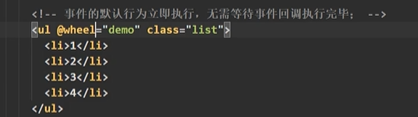 <!-- 事件的默认行为立即执行，无需等待事件回调执行完毕； -->
<ul @wheel="demo" class="list">
<li>1</li>
<li>2</li>
<li>3</li>
<li>4</li>
</ul>